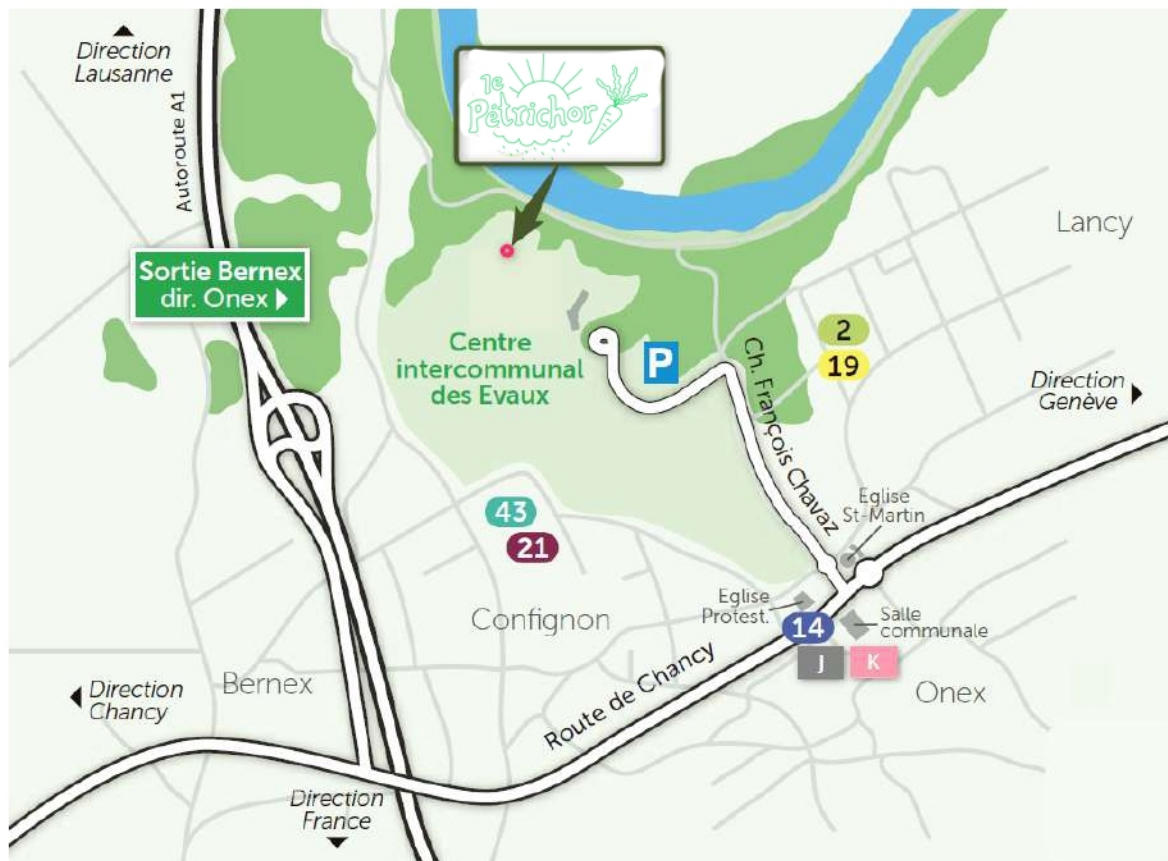 Direction
Lausanne
Autoroute A1
le
Pétrichor
Lancy
Sortie Bernex
dir. Onex
2
19
Centre
intercommunal
des Evaux
P
Ch. François Chavaz
Direction
Genève
43
21
Eglise
St-Martin
Eglise
Protest.
14
Salle
communale
J
K
Confignon
Bernex
Onex
Direction
Chancy
Route de Chancy
Direction
France